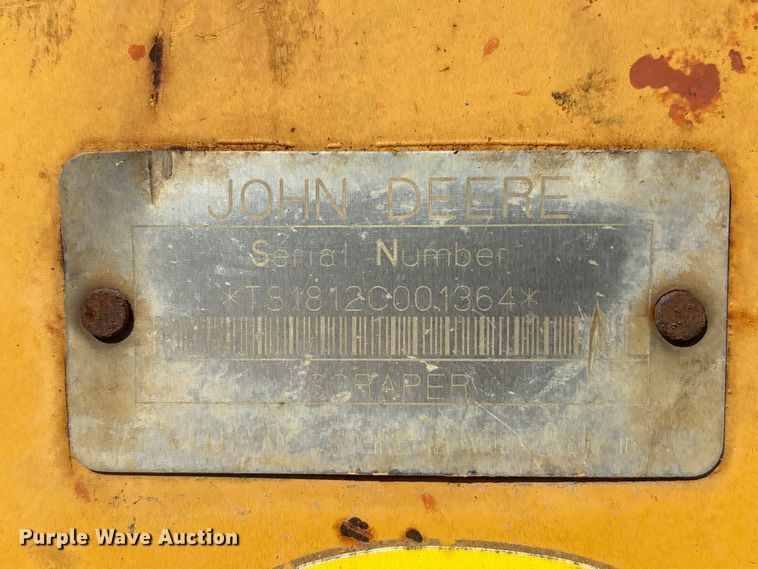 JOHN DEERE
Serial Number
*TS1812C001364*
SCRAPER
Purple Wave Auction